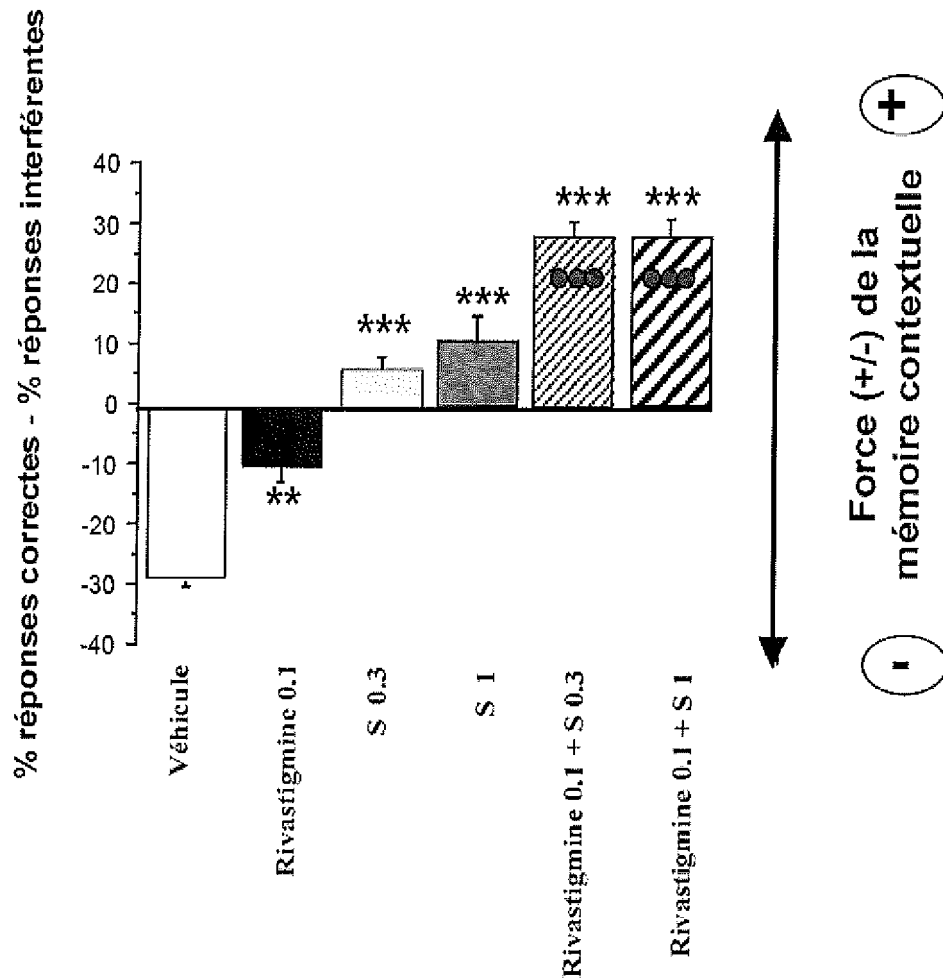 % réponses correctes - % réponses interférentes
40
30
20
10
0
-10
-20
-30
-40
**
***
***
***
***
Véhicule
Rivastigmine 0.1
S 0.3
S 1
Rivastigmine 0.1 + S 0.3
Rivastigmine 0.1 + S 1
Force (+/-) de la
mémoire contextuelle
-
+